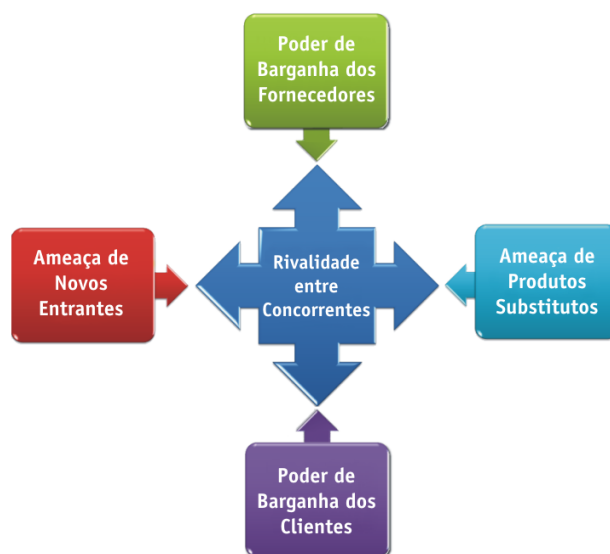 Poder de
Barganha dos
Fornecedores
Ameaça de
Novos
Entrantes
Rivalidade
entre
Concorrentes
Ameaça de
Produtos
Substitutos
Poder de
Barganha dos
Clientes